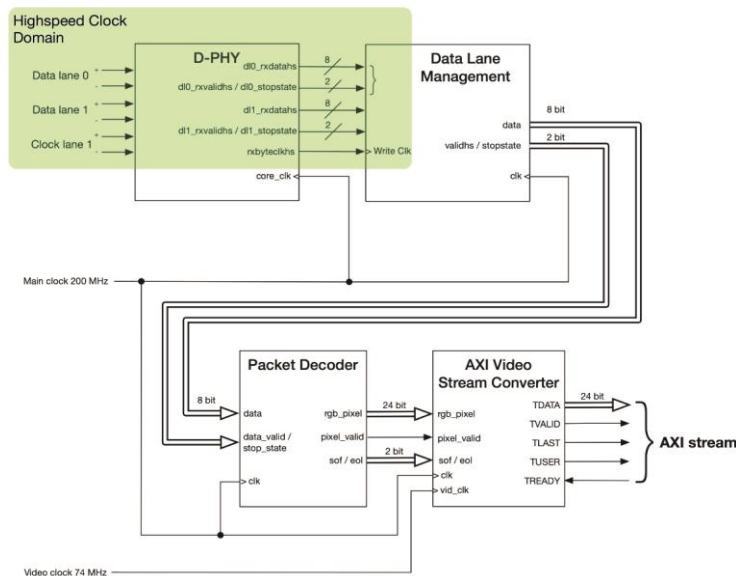 Highspeed Clock
Domain
D-PHY
Data Lane
Management
Data lane 0
+
-
Data lane 1
+
-
Clock lane 1
+
-
dl0_rxdatahs
8
dl0_rxvalidhs / dl0_stopstate
2
dl1_rxdatahs
8
dl1_rxvalidhs / dl1_stopstate
2
rxbyteclkhs
> Write Clk
core_clk <
data
8 bit
validhs / stopstate
2 bit
clk <
Main clock 200 MHz
Packet Decoder
AXI Video
Stream Converter
8 bit
data
data_valid /
stop_state
> clk
rgb_pixel
24 bit
pixel_valid
sof / eol
2 bit
rgb_pixel
pixel_valid
sof / eol
> clk
> vid_clk
TDATA
24 bit
TVALID
TLAST
TUSER
TREADY
AXI stream
Video clock 74 MHz